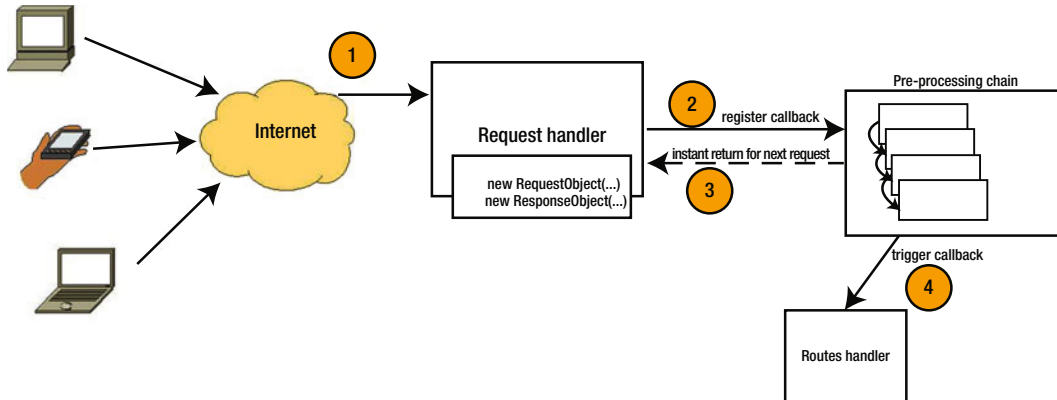 1
Pre-processing chain
2
register callback
Internet
Request handler
instant return for next request
3
new RequestObject(...)
new ResponseObject(...)
trigger callback
4
Routes handler